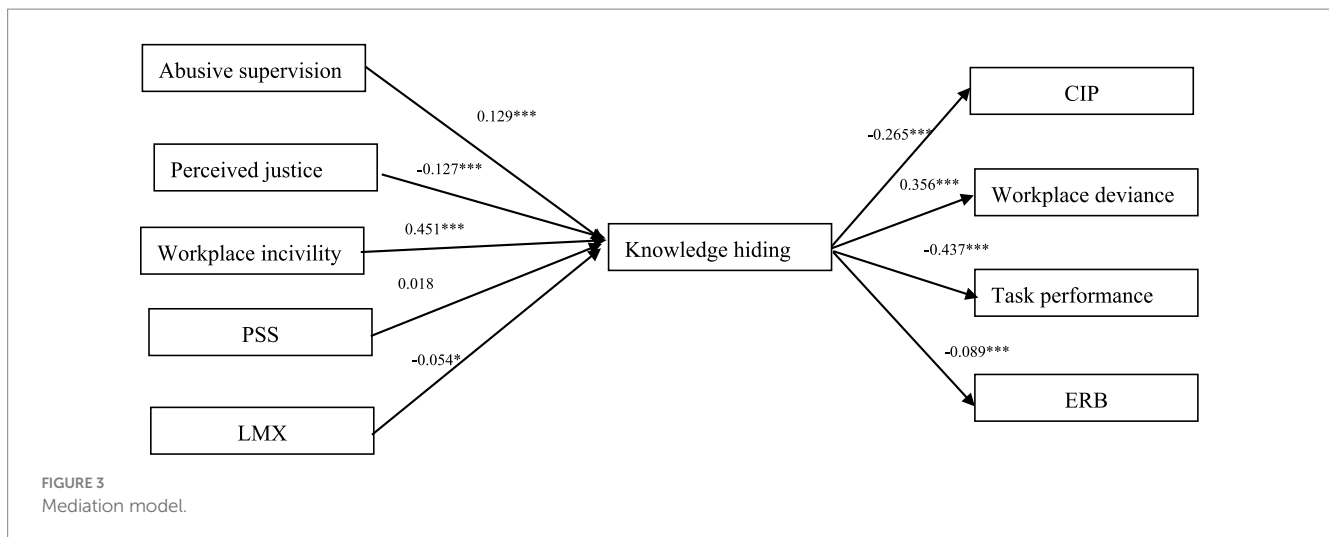 Abusive supervision
Perceived justice
Workplace incivility
PSS
LMX
0.129***
-0.127***
0.451***
0.018
-0.054*
Knowledge hiding
-0.265***
0.356***
-0.437***
-0.089***
CIP
Workplace deviance
Task performance
ERB
FIGURE 3
Mediation model.